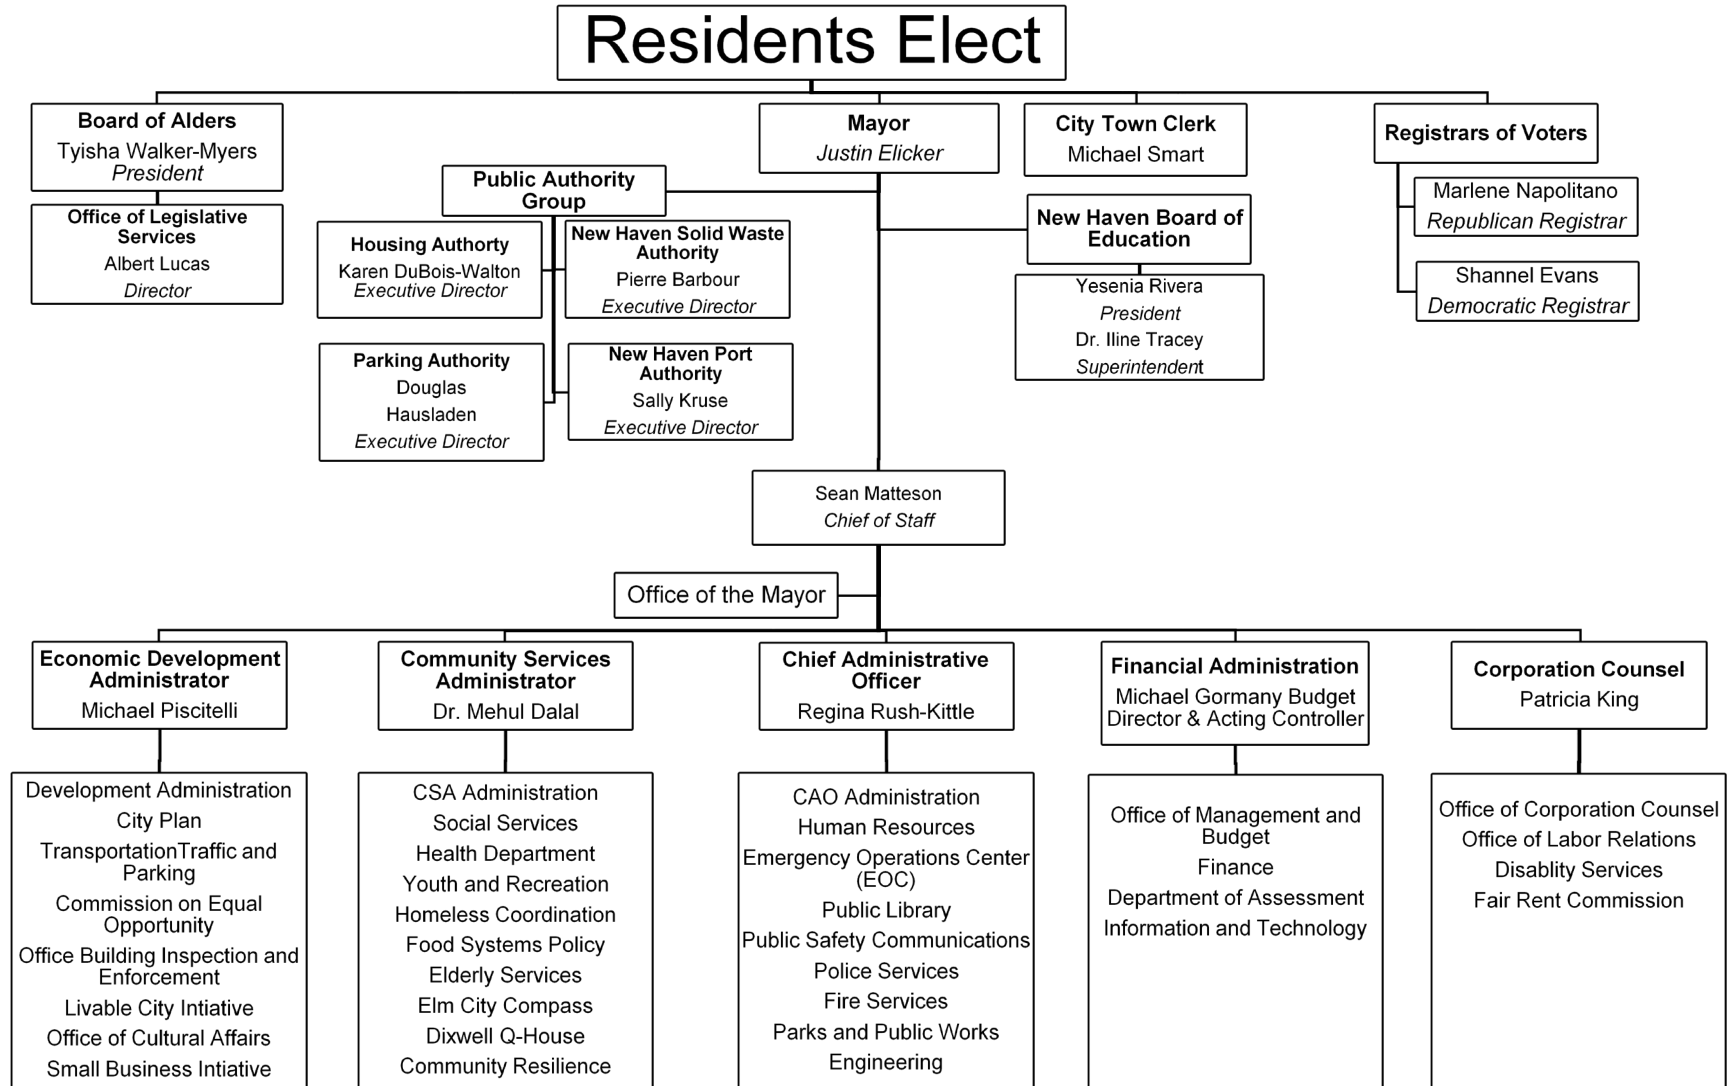 Residents Elect
Board of Alders
Tyisha Walker-Myers
President
Office of Legislative
Services
Albert Lucas
Director
Mayor
Justin Elicker
City Town Clerk
Michael Smart
Registrars of Voters
Marlene Napolitano
Republican Registrar
Shannel Evans
Democratic Registrar
Public Authority
Group
Housing Authorty
Karen DuBois-Walton
Executive Director
New Haven Solid Waste
Authority
Pierre Barbour
Executive Director
Parking Authority
Douglas
Hausladen
Executive Director
New Haven Port
Authority
Sally Kruse
Executive Director
New Haven Board of
Education
Yesenia Rivera
President
Dr. Iline Tracey
Superintendent
Sean Matteson
Chief of Staff
Office of the Mayor
Economic Development
Administrator
Michael Piscitelli
Development Administration
City Plan
TransportationTraffic and
Parking
Commission on Equal
Opportunity
Office Building Inspection and
Enforcement
Livable City Intiative
Office of Cultural Affairs
Small Business Intiative
Community Services
Administrator
Dr. Mehul Dalal
CSA Administration
Social Services
Health Department
Youth and Recreation
Homeless Coordination
Food Systems Policy
Elderly Services
Elm City Compass
Dixwell Q-House
Community Resilience
Chief Administrative
Officer
Regina Rush-Kittle
CAO Administration
Human Resources
Emergency Operations Center
(EOC)
Public Library
Public Safety Communications
Police Services
Fire Services
Parks and Public Works
Engineering
Financial Administration
Michael Gormany Budget
Director & Acting Controller
Office of Management and
Budget
Finance
Department of Assessment
Information and Technology
Corporation Counsel
Patricia King
Office of Corporation Counsel
Office of Labor Relations
Disablity Services
Fair Rent Commission